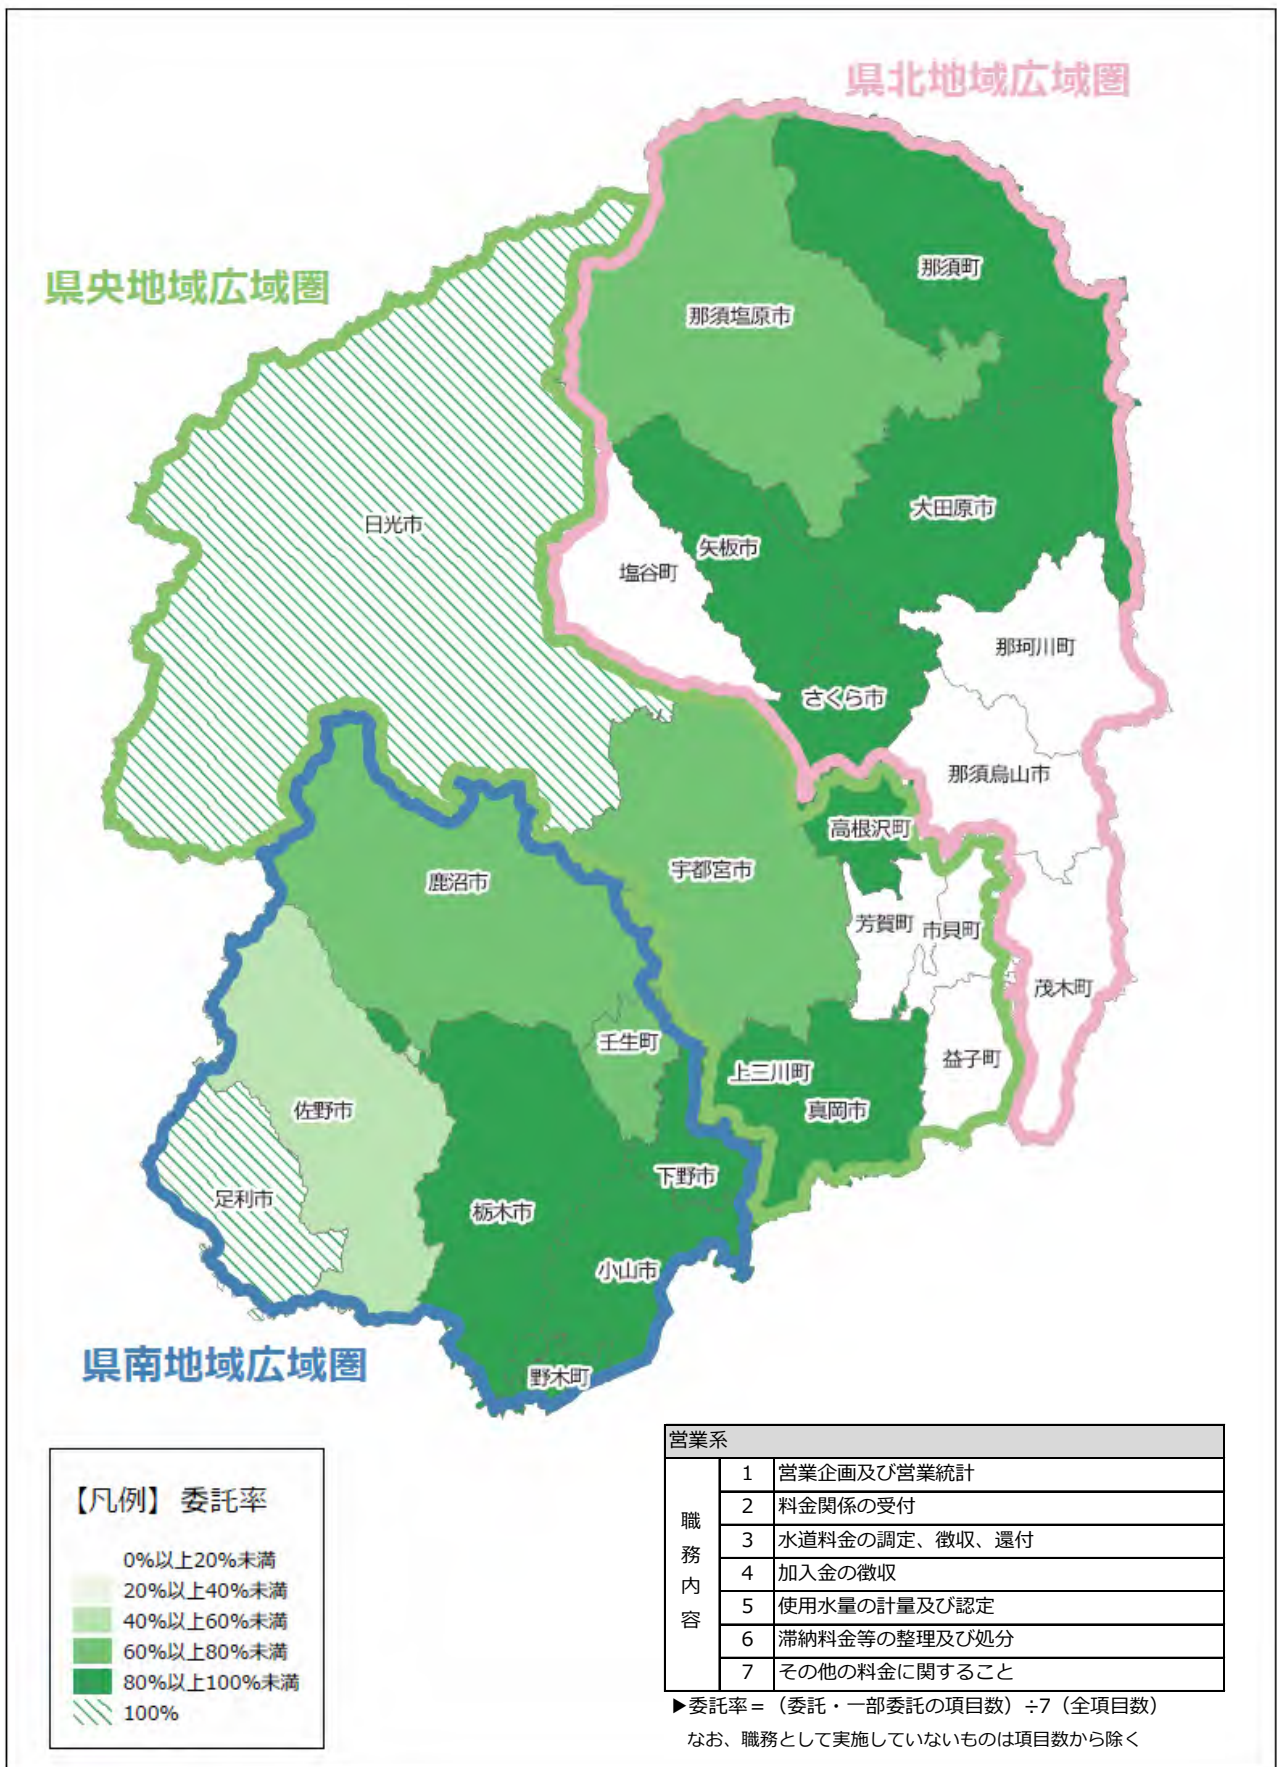 県北地域広域圏
県央地域広域圏
那須町
那須塩原市
大田原市
日光市
矢板市
塩谷町
那珂川町
さくら市
那須烏山市
高根沢町
宇都宮市
鹿沼市
芳賀町
市貝町
茂木町
壬生町
益子町
上三川町
真岡市
佐野市
下野市
足利市
栃木市
小山市
県南地域広域圏
野木町
【凡例】 委託率
0%以上20%未満
20%以上40%未満
40%以上60%未満
60%以上80%未満
80%以上100%未満
100%
営業系
職務内容
1 営業企画及び営業統計
2 料金関係の受付
3 水道料金の調定、徴収、還付
4 加入金の徴収
5 使用水量の計量及び認定
6 滞納料金等の整理及び処分
7 その他の料金に関すること
▶委託率＝（委託・一部委託の項目数）÷7（全項目数）
なお、職務として実施していないものは項目数から除く